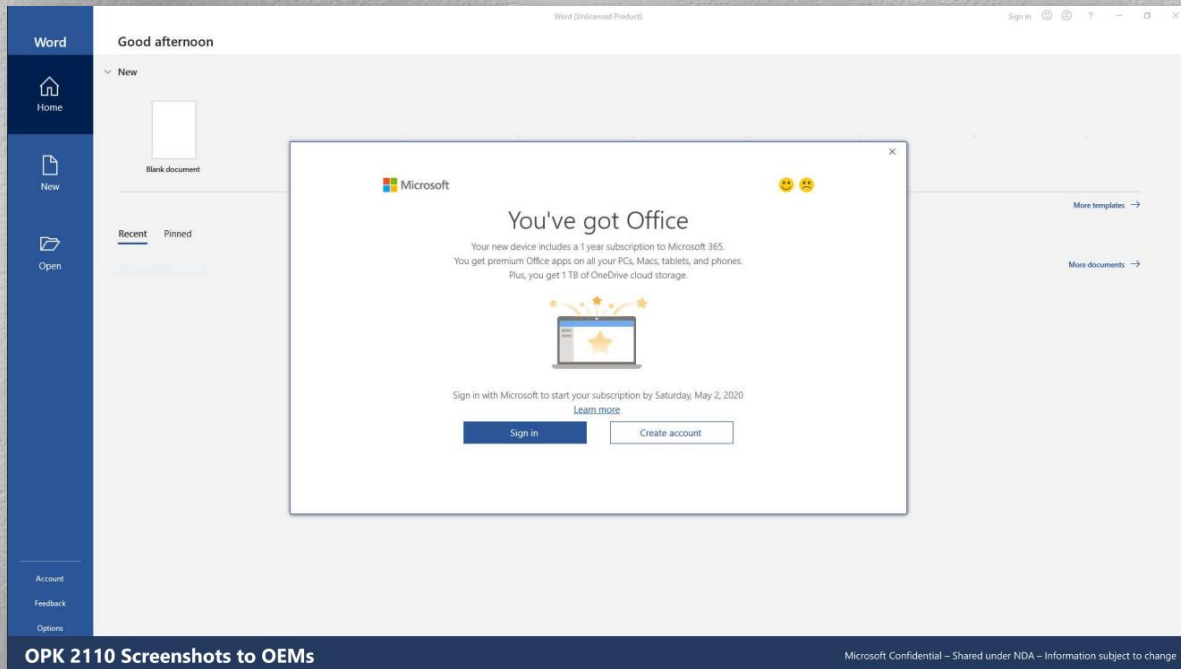 Word (Unlicensed Product)
Sign in
?
Word
Good afternoon
Home
New
Blank document
New
More templates
Recent
Pinned
Open
More documents
Microsoft
You've got Office
Your new device includes a 1 year subscription to Microsoft 365.
You get premium Office apps on all your PCs, Macs, tablets, and phones.
Plus, you get 1 TB of OneDrive cloud storage.
Sign in with Microsoft to start your subscription by Saturday, May 2, 2020
Learn more
Sign in
Create account
Account
Feedback
Options
OPK 2110 Screenshots to OEMs
Microsoft Confidential – Shared under NDA – Information subject to change